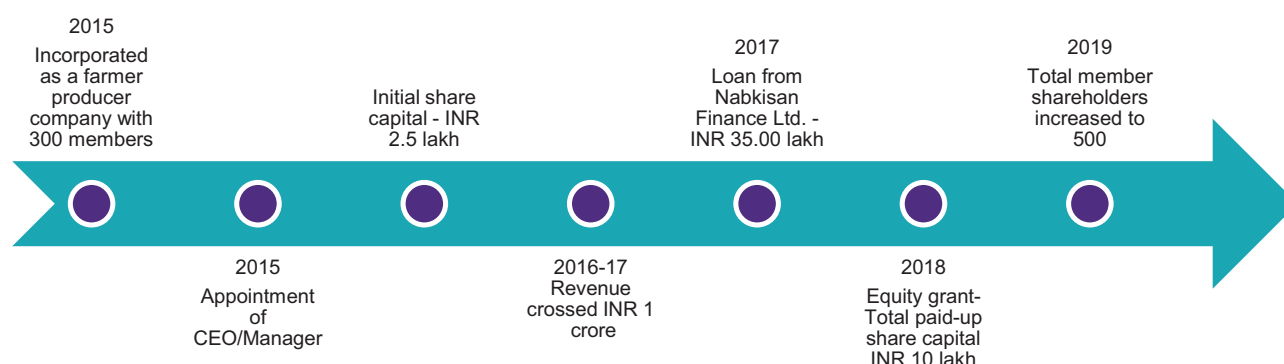 2015
Incorporated
as a farmer
producer
company with
300 members
2015
Appointment
of
CEO/Manager
Initial share
capital - INR
2.5 lakh
2016-17
Revenue
crossed INR 1
crore
2017
Loan from
Nabkisan
Finance Ltd. -
INR 35.00 lakh
2018
Equity grant-
Total paid-up
share capital
INR 10 lakh
2019
Total member
shareholders
increased to
500